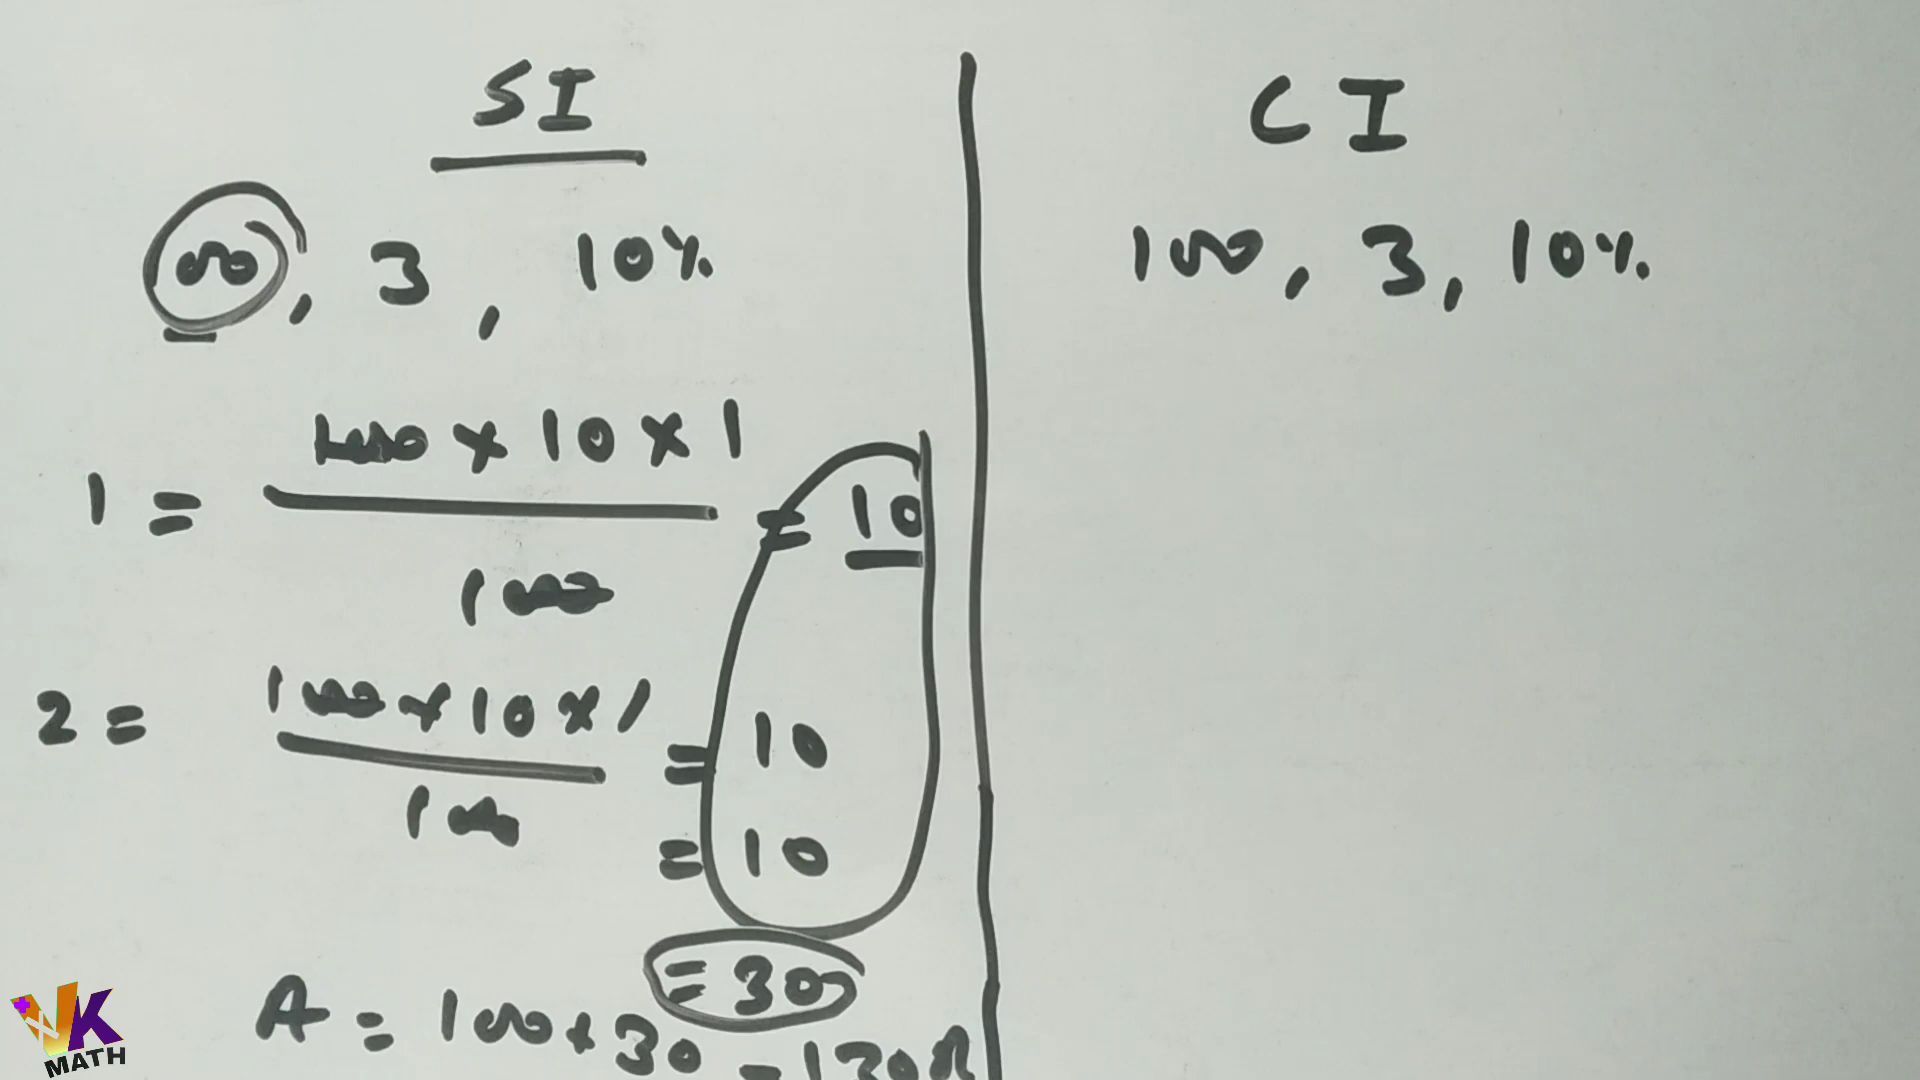 SI
100, 3, 10%
1 = 100 × 10 × 1 / 100 = 10
2 = 100 × 10 × 1 / 100 = 10
= 10
= 30
A = 100 + 30 = 130
CI
100, 3, 10%
VK
MATH